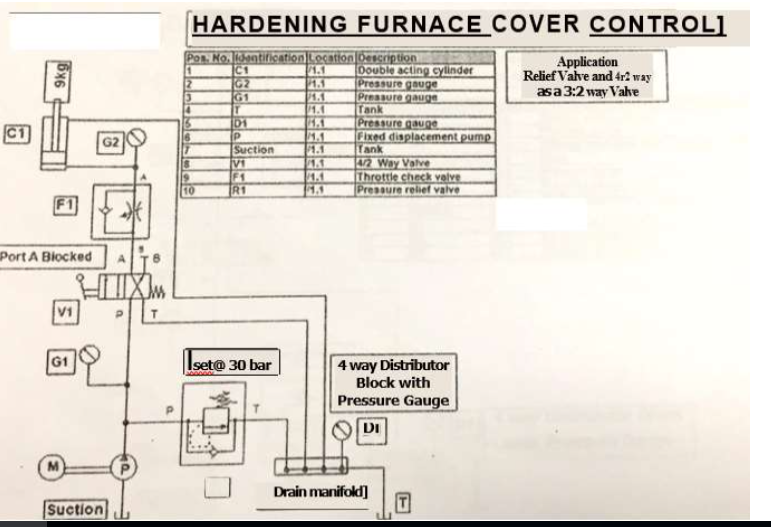 [HARDENING FURNACE COVER CONTROL]
Pos. No. Identification Location Description
1 C1 /1.1 Double acting cylinder
2 G2 /1.1 Pressure gauge
3 G1 /1.1 Pressure gauge
4 T /1.1 Tank
5 D1 /1.1 Pressure gauge
6 P /1.1 Fixed displacement pump
7 Suction /1.1 Tank
8 V1 /1.1 4/2 Way Valve
9 F1 /1.1 Throttle check valve
10 R1 /1.1 Pressure relief valve
Application
Relief Valve and 4r2 way
as a 3:2 way Valve
9kg
C1
G2
A
F1
B
Port A Blocked
A
B
V1
P
T
G1
set@ 30 bar
4 way Distributor
Block with
Pressure Gauge
P
T
D1
M
P
Drain manifold]
T
Suction